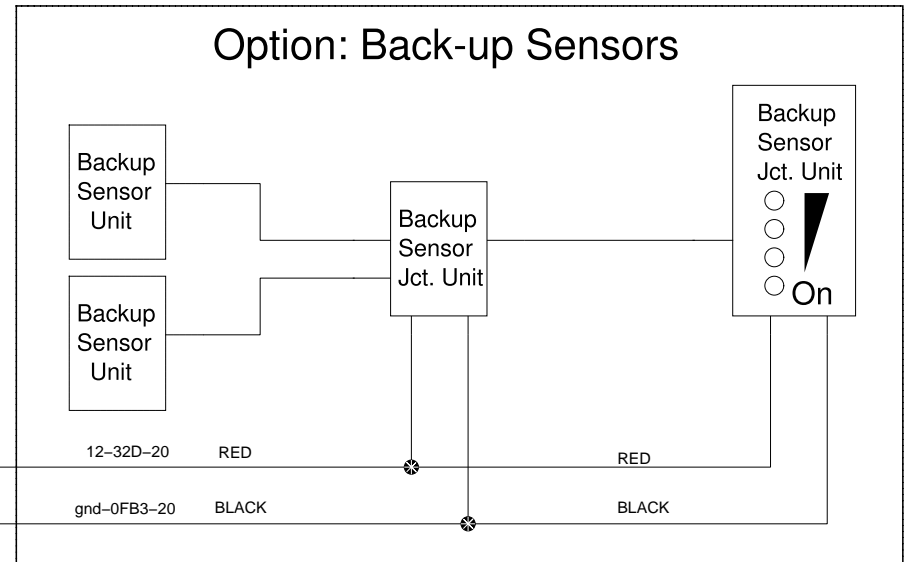 Option: Back-up Sensors
Backup
Sensor
Unit
Backup
Sensor
Unit
Backup
Sensor
Jct. Unit
Backup
Sensor
Jct. Unit
On
12–32D–20 RED
RED
gnd–0FB3–20 BLACK
BLACK